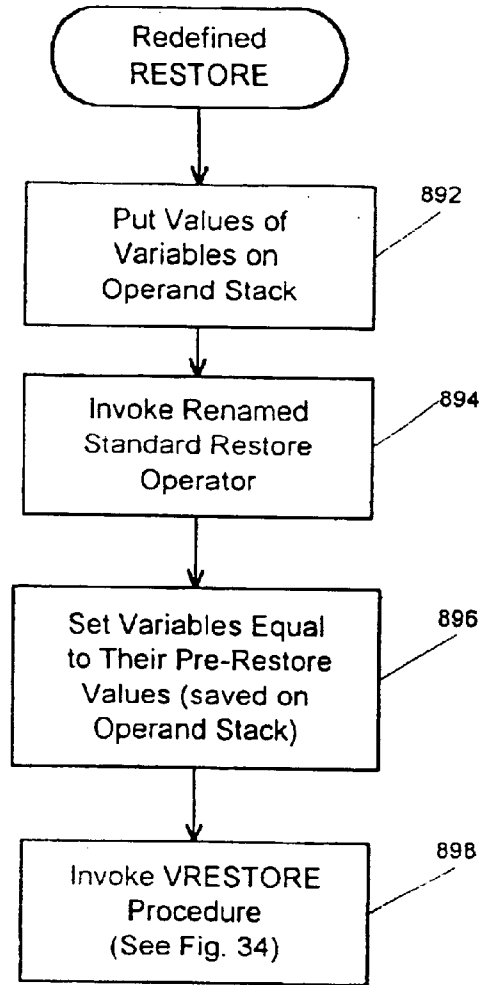 Redefined
RESTORE
892
Put Values of
Variables on
Operand Stack
894
Invoke Renamed
Standard Restore
Operator
896
Set Variables Equal
to Their Pre-Restore
Values (saved on
Operand Stack)
898
Invoke VRESTORE
Procedure
(See Fig. 34)